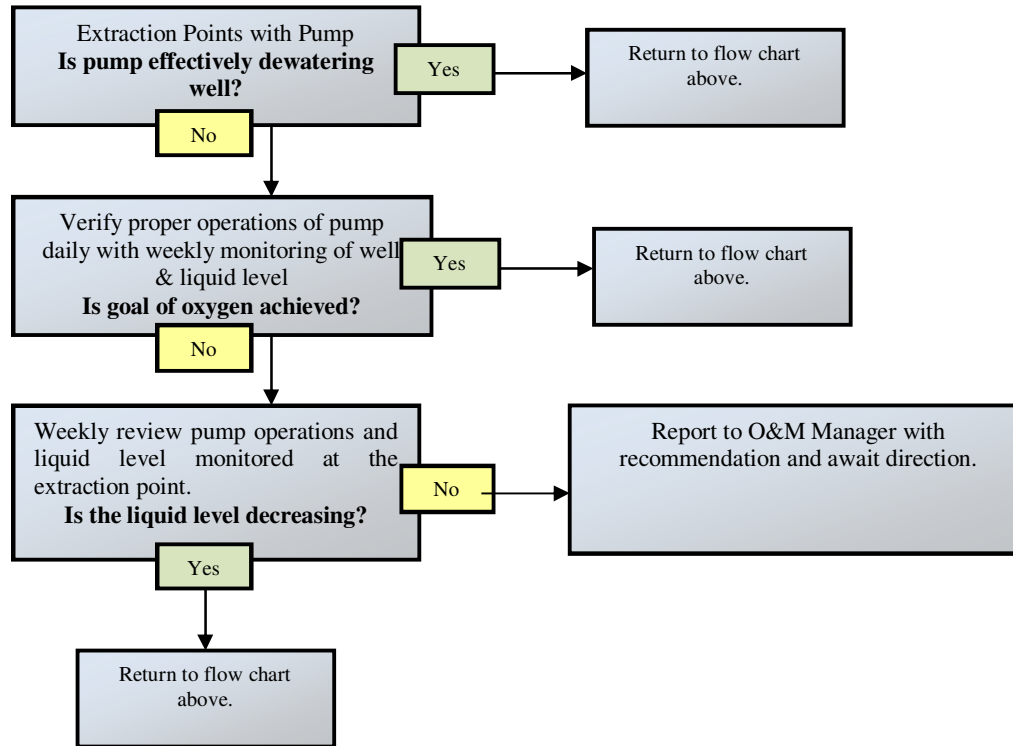 Extraction Points with Pump
Is pump effectively dewatering
well?
Yes
Return to flow chart
above.
No
Verify proper operations of pump
daily with weekly monitoring of well
& liquid level
Is goal of oxygen achieved?
Yes
Return to flow chart
above.
No
Weekly review pump operations and
liquid level monitored at the
extraction point.
Is the liquid level decreasing?
No
Report to O&M Manager with
recommendation and await direction.
Yes
Return to flow chart
above.